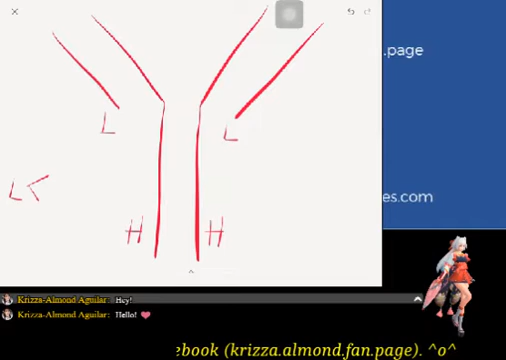 .page
L
L
L<
H
H
es.com
Krizza-Almond Aguilar: Hey!
Krizza-Almond Aguilar: Hello! ❤
ebook (krizza.almond.fan.page). ^o^